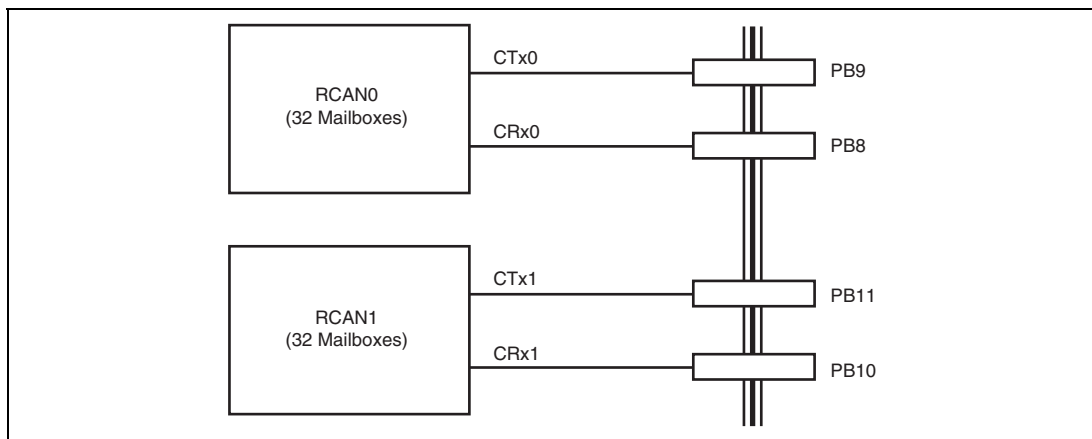 RCAN0
(32 Mailboxes)
CTx0
PB9
CRx0
PB8
RCAN1
(32 Mailboxes)
CTx1
PB11
CRx1
PB10